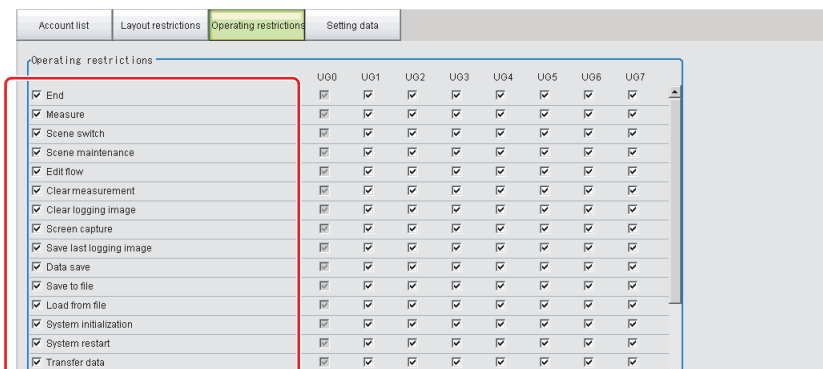 Account list Layout restrictions Operating restrictions Setting data
Operating restrictions
UG0 UG1 UG2 UG3 UG4 UG5 UG6 UG7
End
Measure
Scene switch
Scene maintenance
Edit flow
Clear measurement
Clear logging image
Screen capture
Save last logging image
Data save
Save to file
Load from file
System initialization
System restart
Transfer data